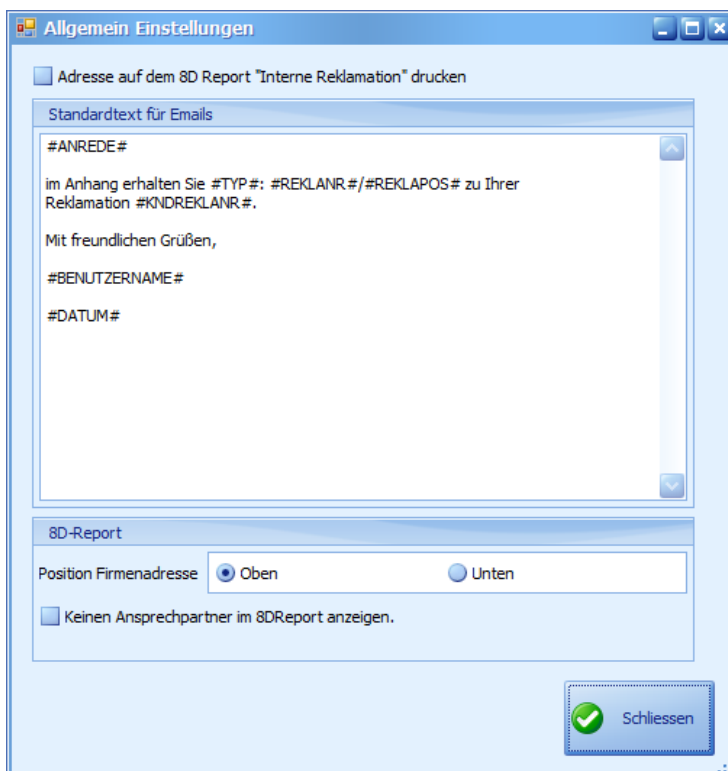 Allgemein Einstellungen
Adresse auf dem 8D Report "Interne Reklamation" drucken
Standardtext für Emails
#ANREDE#
im Anhang erhalten Sie #TYP#: #REKLANR#/#REKLAPOS# zu Ihrer
Reklamation #KNDREKLANR#.
Mit freundlichen Grüßen,
#BENUTZERNAME#
#DATUM#
8D-Report
Position Firmenadresse Oben Unten
Keinen Ansprechpartner im 8DReport anzeigen.
Schliessen